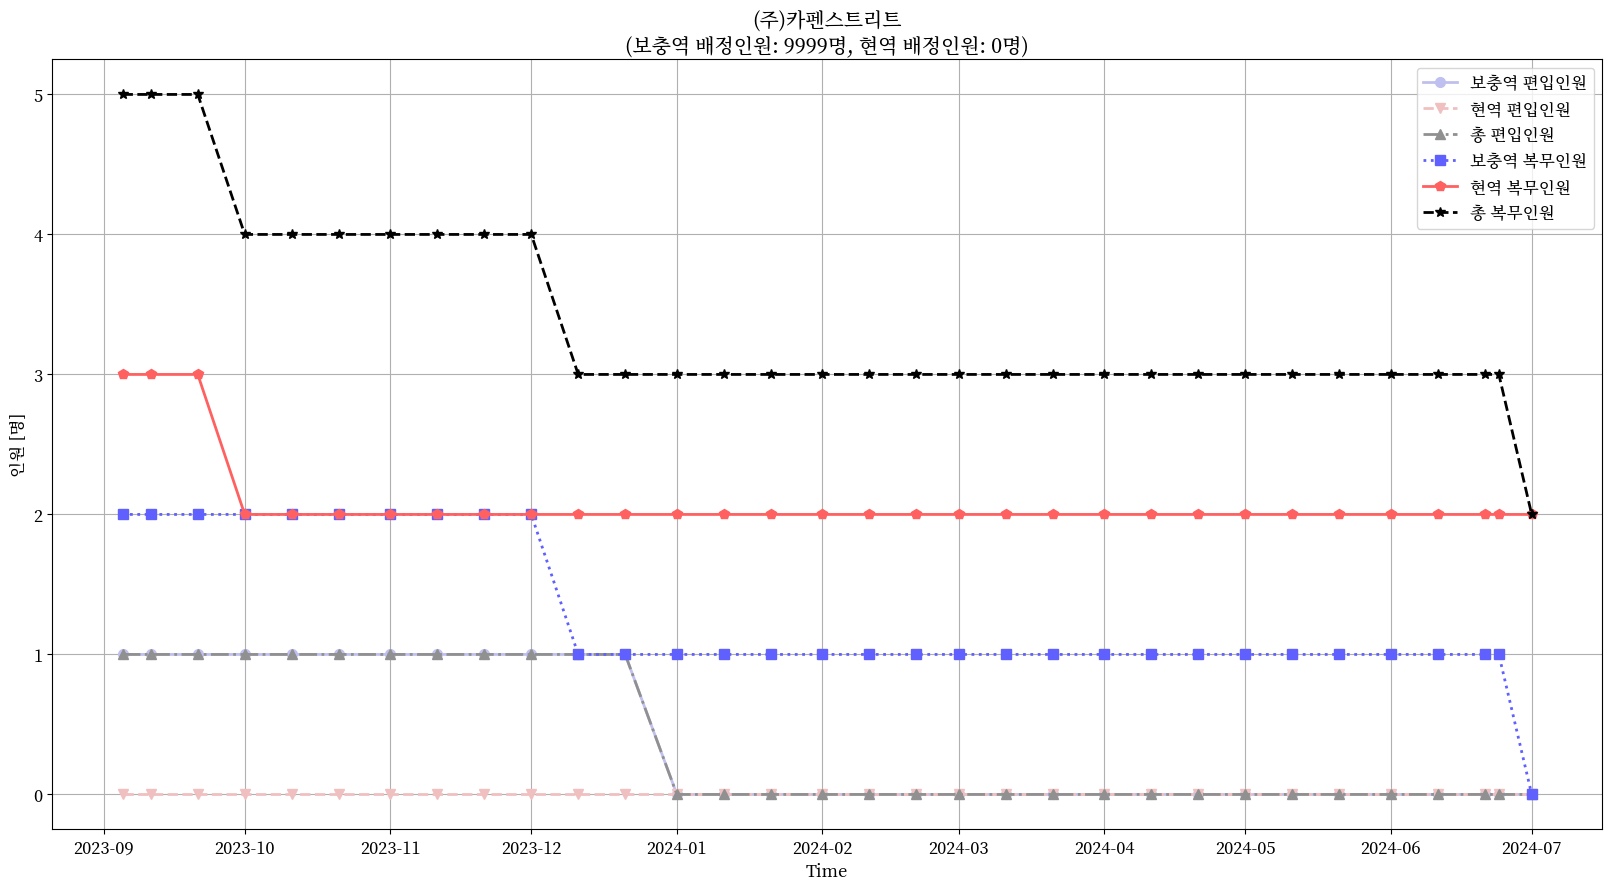 (주)카펜스트리트
(보충역 배정인원: 9999명, 현역 배정인원: 0명)
보충역 편입인원
현역 편입인원
총 편입인원
보충역 복무인원
현역 복무인원
총 복무인원
인원 [명]
5
4
3
2
1
0
2023-09 2023-10 2023-11 2023-12 2024-01 2024-02 2024-03 2024-04 2024-05 2024-06 2024-07
Time